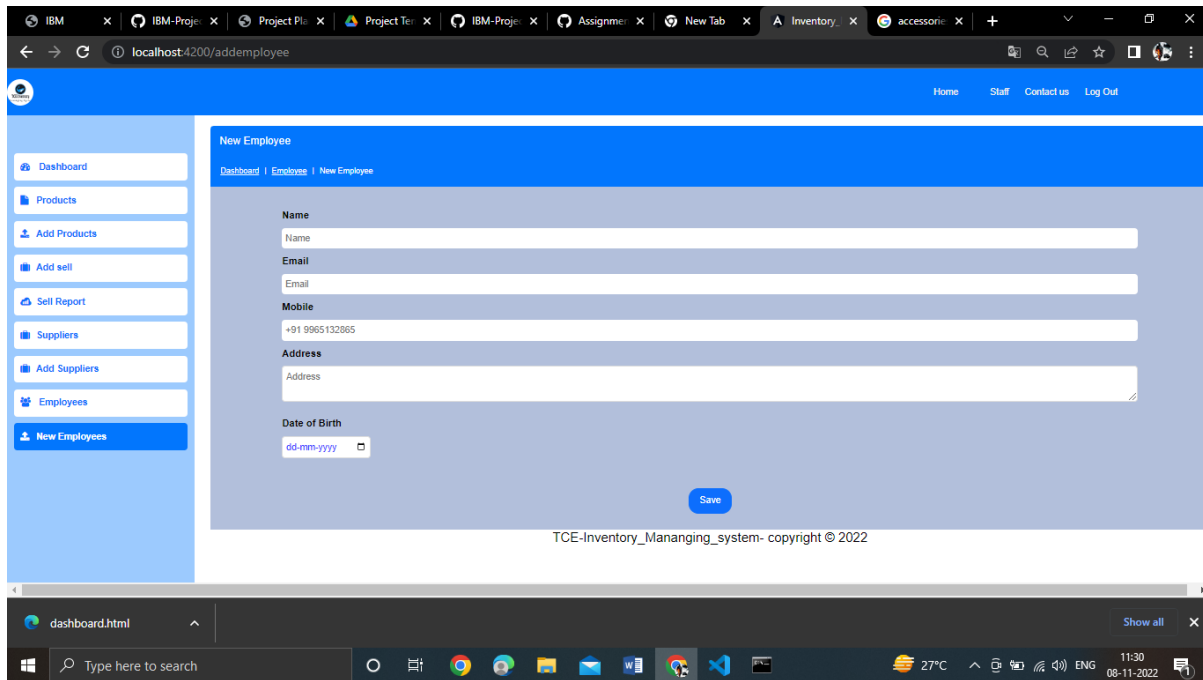 IBM
IBM-Projec
Project Pla
Project Ter
IBM-Projec
Assignmen
New Tab
Inventory_
accessorie
localhost:4200/addemployee
Home Staff Contact us Log Out
New Employee
Dashboard | Employee | New Employee
Dashboard
Products
Add Products
Add sell
Sell Report
Suppliers
Add Suppliers
Employees
New Employees
Name
Name
Email
Email
Mobile
+91 9965132865
Address
Address
Date of Birth
dd-mm-yyyy
Save
TCE-Inventory_Mananging_system- copyright © 2022
dashboard.html
Show all
Type here to search
27°C
ENG
11:30
08-11-2022